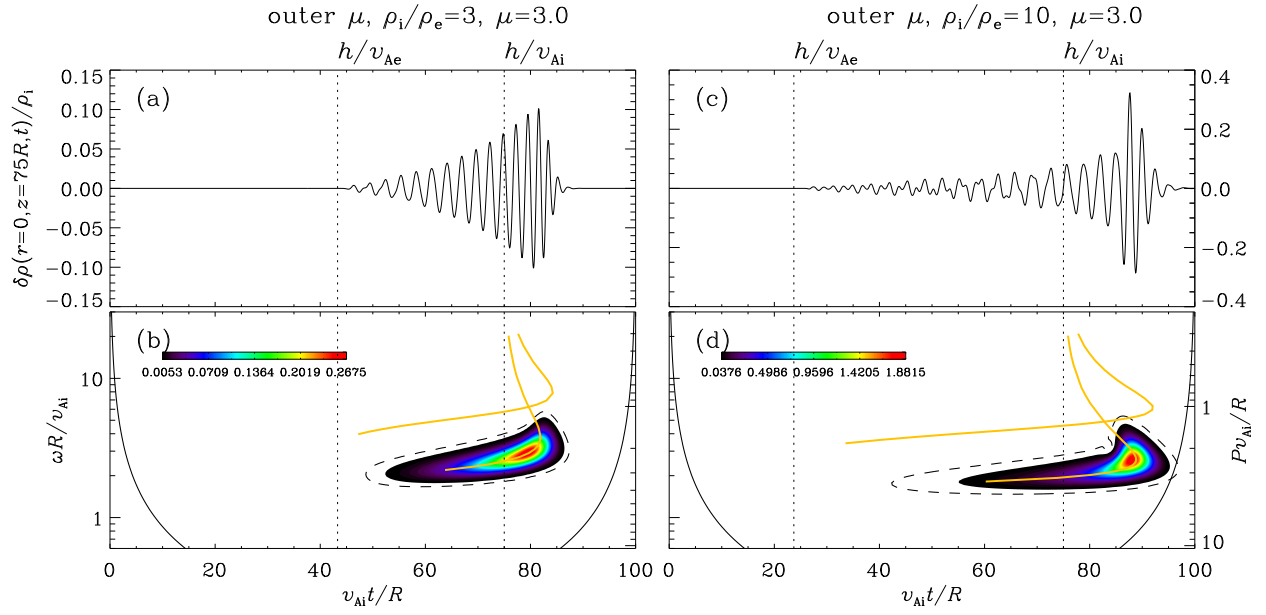 outer μ, ρi/ρe=3, μ=3.0
outer μ, ρi/ρe=10, μ=3.0
h/vAe
h/vAi
h/vAe
h/vAi
(a)
0.15
0.10
0.05
0.00
−0.05
−0.10
−0.15
δρ(r=0,z=75R,t)/ρi
(c)
0.4
0.2
0.0
−0.2
−0.4
(b)
0.0053 0.0709 0.1364 0.2019 0.2675
10
1
ωR/vAi
0 20 40 60 80 100
vAit/R
(d)
0.0376 0.4986 0.9596 1.4205 1.8815
1
10
PvAi/R
0 20 40 60 80 100
vAit/R